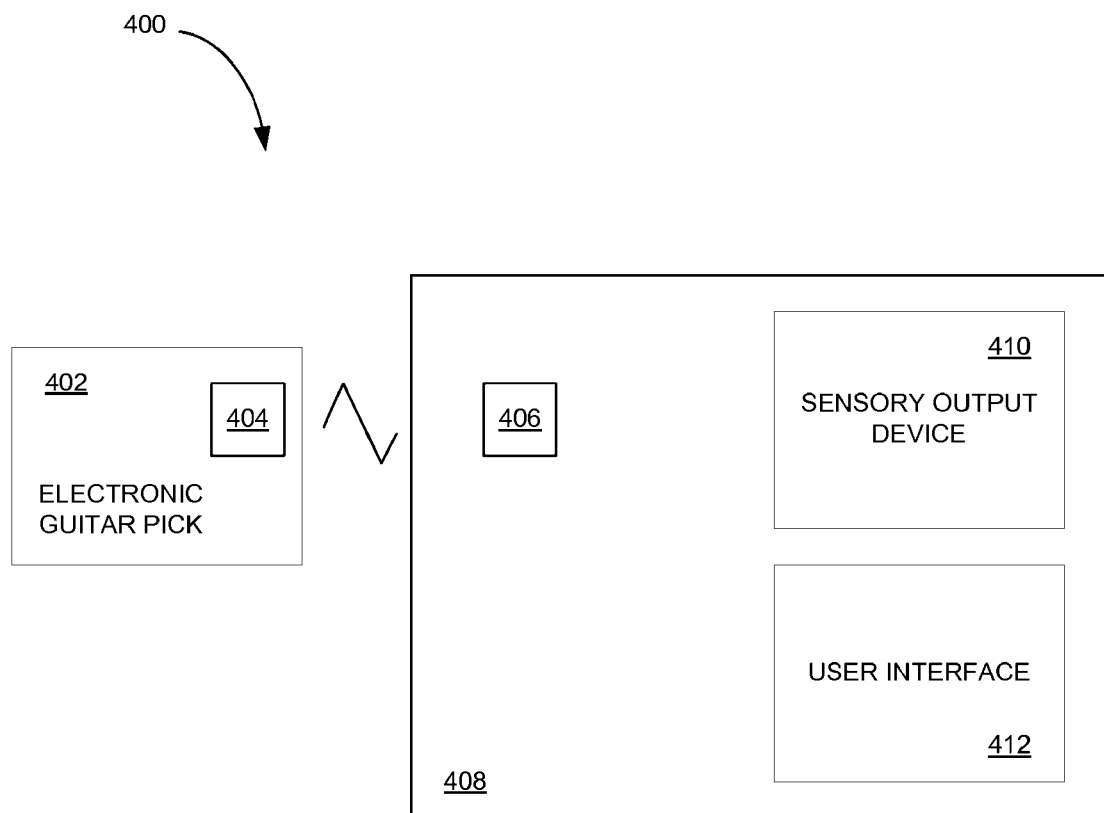 400
402
404
ELECTRONIC
GUITAR PICK
406
408
410
SENSORY OUTPUT
DEVICE
USER INTERFACE
412